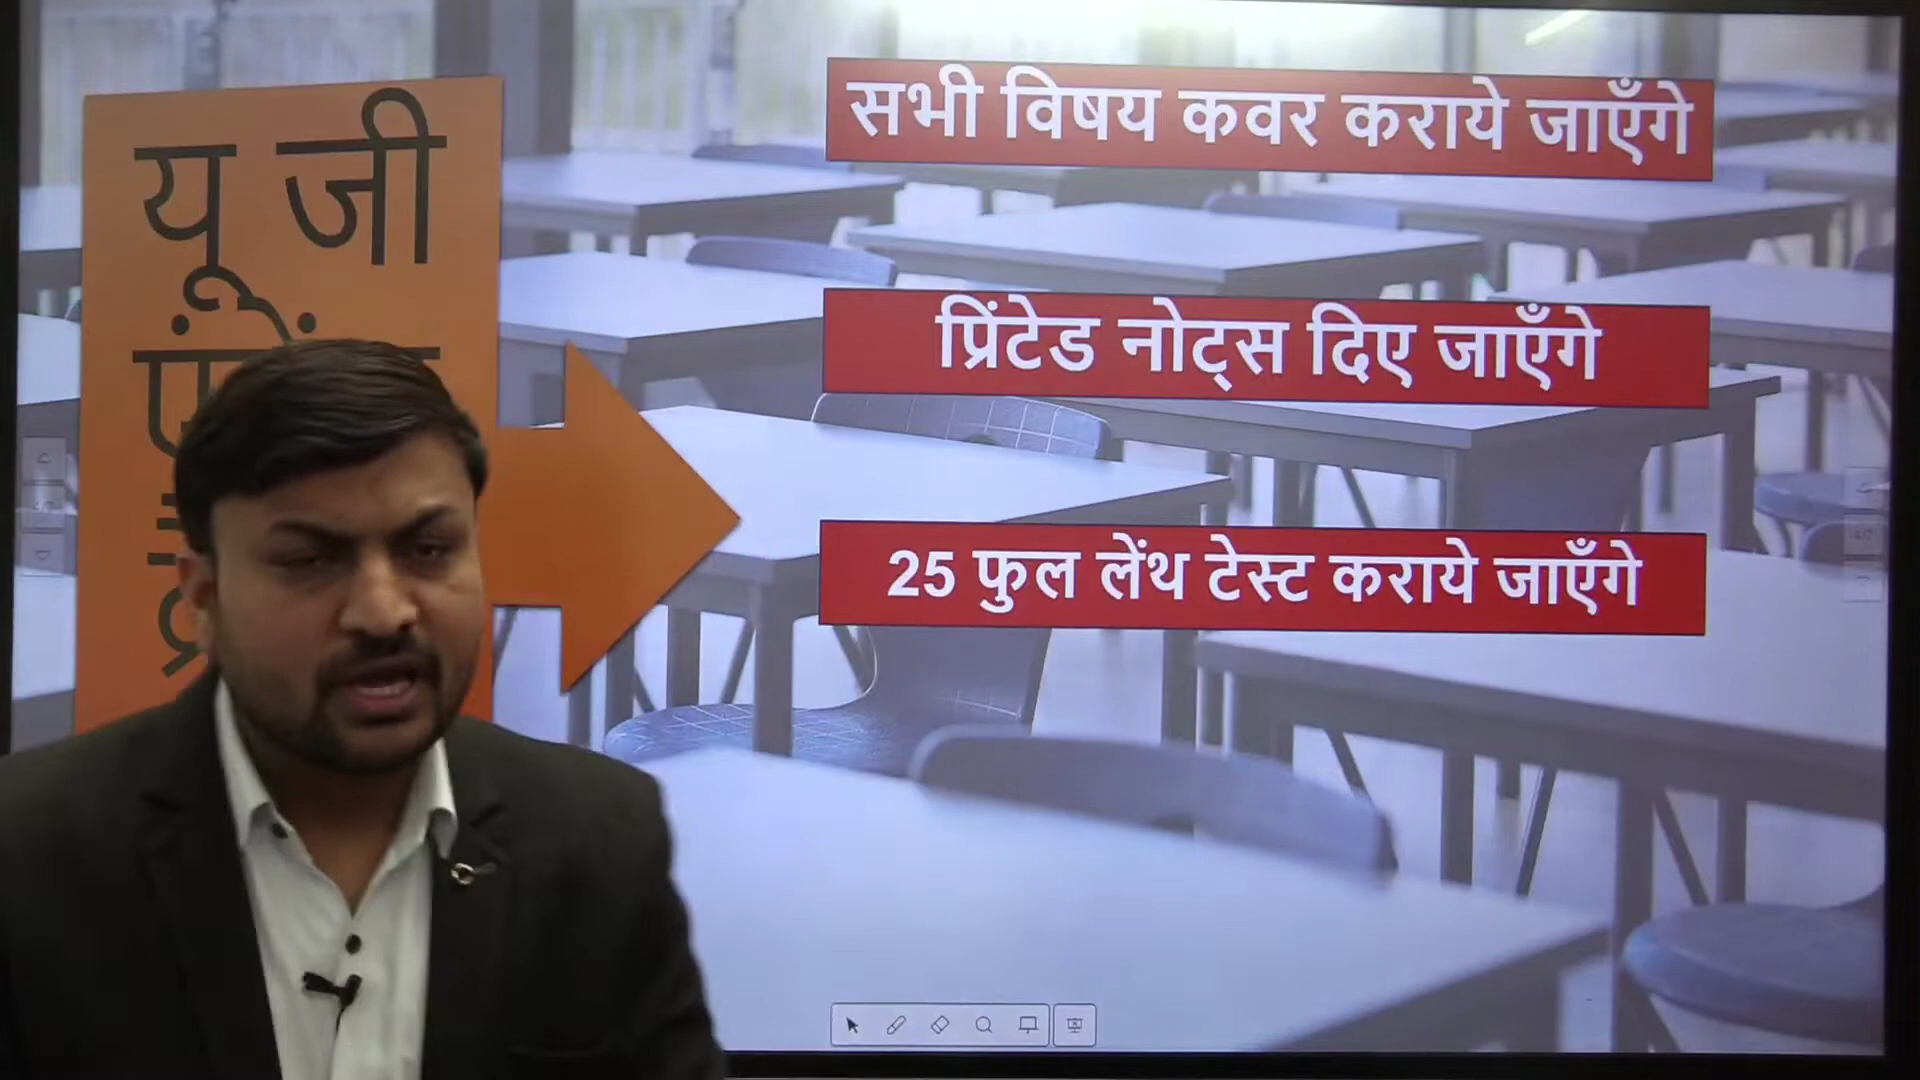 यू जी
सभी विषय कवर कराये जाएँगे
प्रिंटेड नोट्स दिए जाएँगे
25 फुल लेंथ टेस्ट कराये जाएँगे